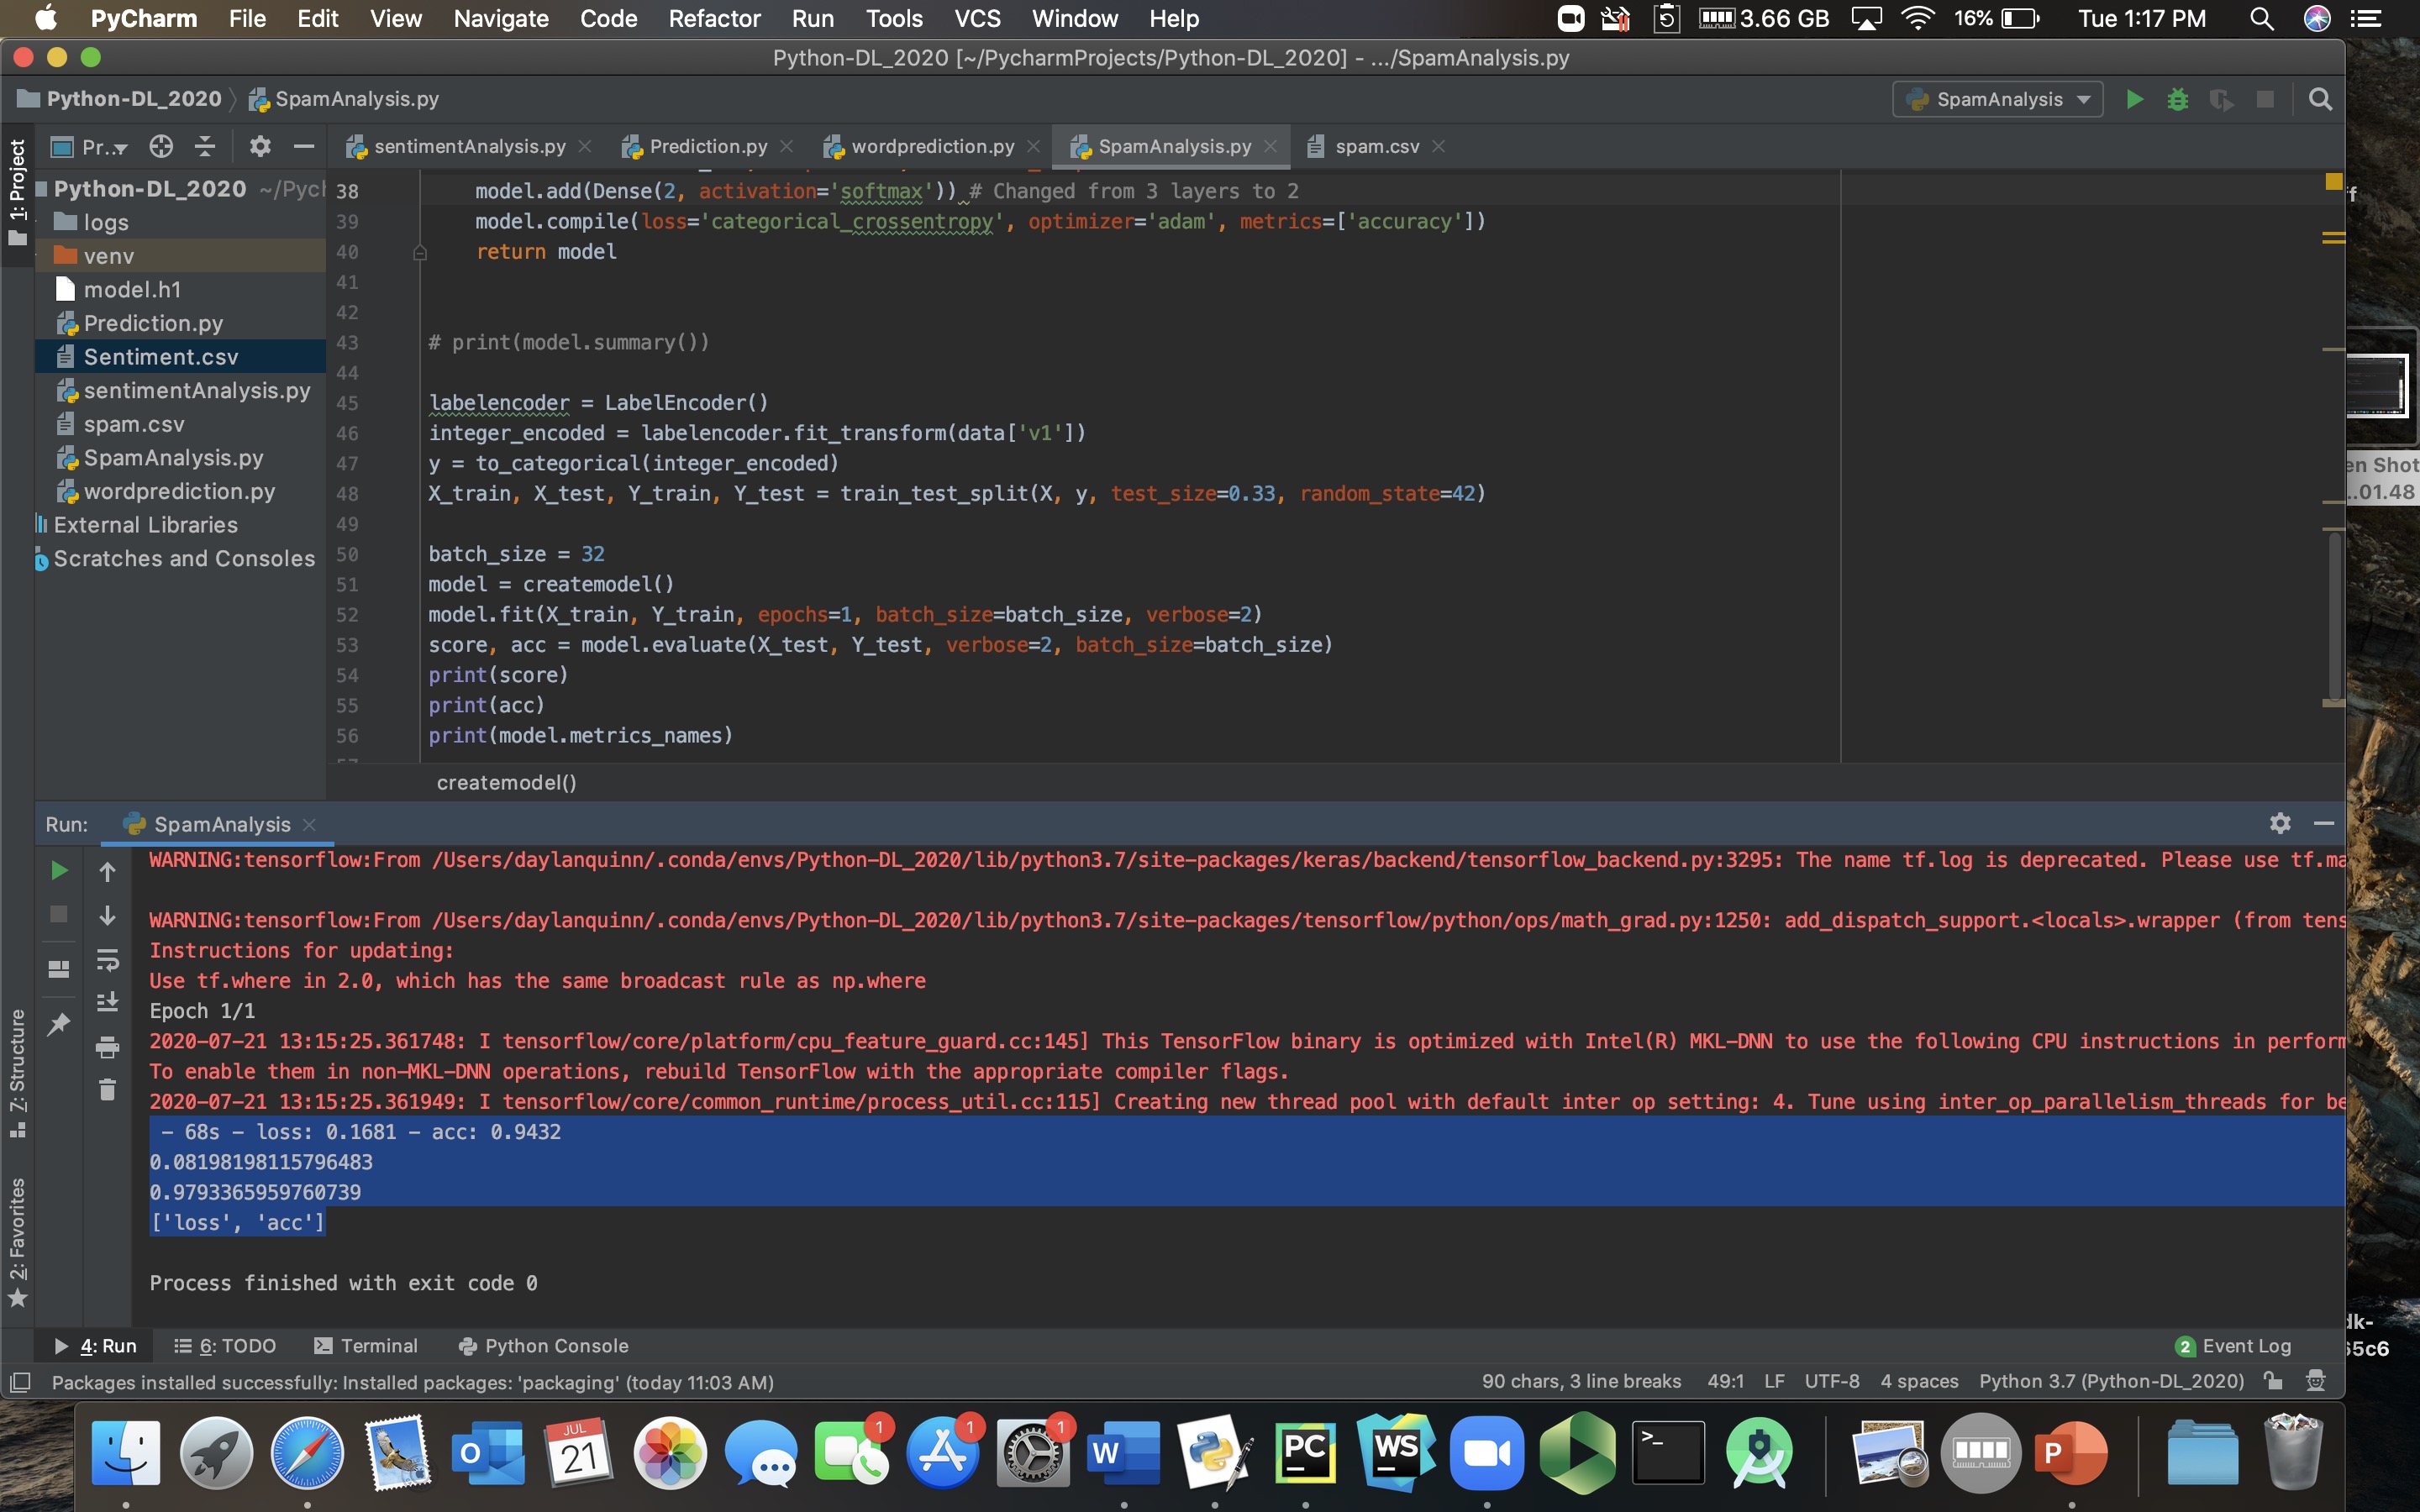 PyCharm File Edit View Navigate Code Refactor Run Tools VCS Window Help 3.66 GB 16% Tue 1:17 PM
Python-DL_2020 [~/PycharmProjects/Python-DL_2020] - .../SpamAnalysis.py
Python-DL_2020 SpamAnalysis.py SpamAnalysis
Pr... sentimentAnalysis.py Prediction.py wordprediction.py SpamAnalysis.py spam.csv
1: Project
Python-DL_2020 ~/Pych
logs
venv
model.h1
Prediction.py
Sentiment.csv
sentimentAnalysis.py
spam.csv
SpamAnalysis.py
wordprediction.py
External Libraries
Scratches and Consoles
38 model.add(Dense(2, activation='softmax')) # Changed from 3 layers to 2
39 model.compile(loss='categorical_crossentropy', optimizer='adam', metrics=['accuracy'])
40 return model
41
42
43 # print(model.summary())
44
45 labelencoder = LabelEncoder()
46 integer_encoded = labelencoder.fit_transform(data['v1'])
47 y = to_categorical(integer_encoded)
48 X_train, X_test, Y_train, Y_test = train_test_split(X, y, test_size=0.33, random_state=42)
49
50 batch_size = 32
51 model = createmodel()
52 model.fit(X_train, Y_train, epochs=1, batch_size=batch_size, verbose=2)
53 score, acc = model.evaluate(X_test, Y_test, verbose=2, batch_size=batch_size)
54 print(score)
55 print(acc)
56 print(model.metrics_names)
createmodel()
en Shot
..01.48
Run: SpamAnalysis
WARNING:tensorflow:From /Users/daylanquinn/.conda/envs/Python-DL_2020/lib/python3.7/site-packages/keras/backend/tensorflow_backend.py:3295: The name tf.log is deprecated. Please use tf.ma
WARNING:tensorflow:From /Users/daylanquinn/.conda/envs/Python-DL_2020/lib/python3.7/site-packages/tensorflow/python/ops/math_grad.py:1250: add_dispatch_support.<locals>.wrapper (from tens
Instructions for updating:
Use tf.where in 2.0, which has the same broadcast rule as np.where
Epoch 1/1
2020-07-21 13:15:25.361748: I tensorflow/core/platform/cpu_feature_guard.cc:145] This TensorFlow binary is optimized with Intel(R) MKL-DNN to use the following CPU instructions in perform
To enable them in non-MKL-DNN operations, rebuild TensorFlow with the appropriate compiler flags.
2020-07-21 13:15:25.361949: I tensorflow/core/common_runtime/process_util.cc:115] Creating new thread pool with default inter op setting: 4. Tune using inter_op_parallelism_threads for be
- 68s - loss: 0.1681 - acc: 0.9432
0.08198198115796483
0.9793365959760739
['loss', 'acc']
Process finished with exit code 0
Z: Structure
2: Favorites
4: Run 6: TODO Terminal Python Console 2 Event Log
Packages installed successfully: Installed packages: 'packaging' (today 11:03 AM) 90 chars, 3 line breaks 49:1 LF UTF-8 4 spaces Python 3.7 (Python-DL_2020)
dk-
65c6
O JUL 21 1 1 1 W PC WS >_ P